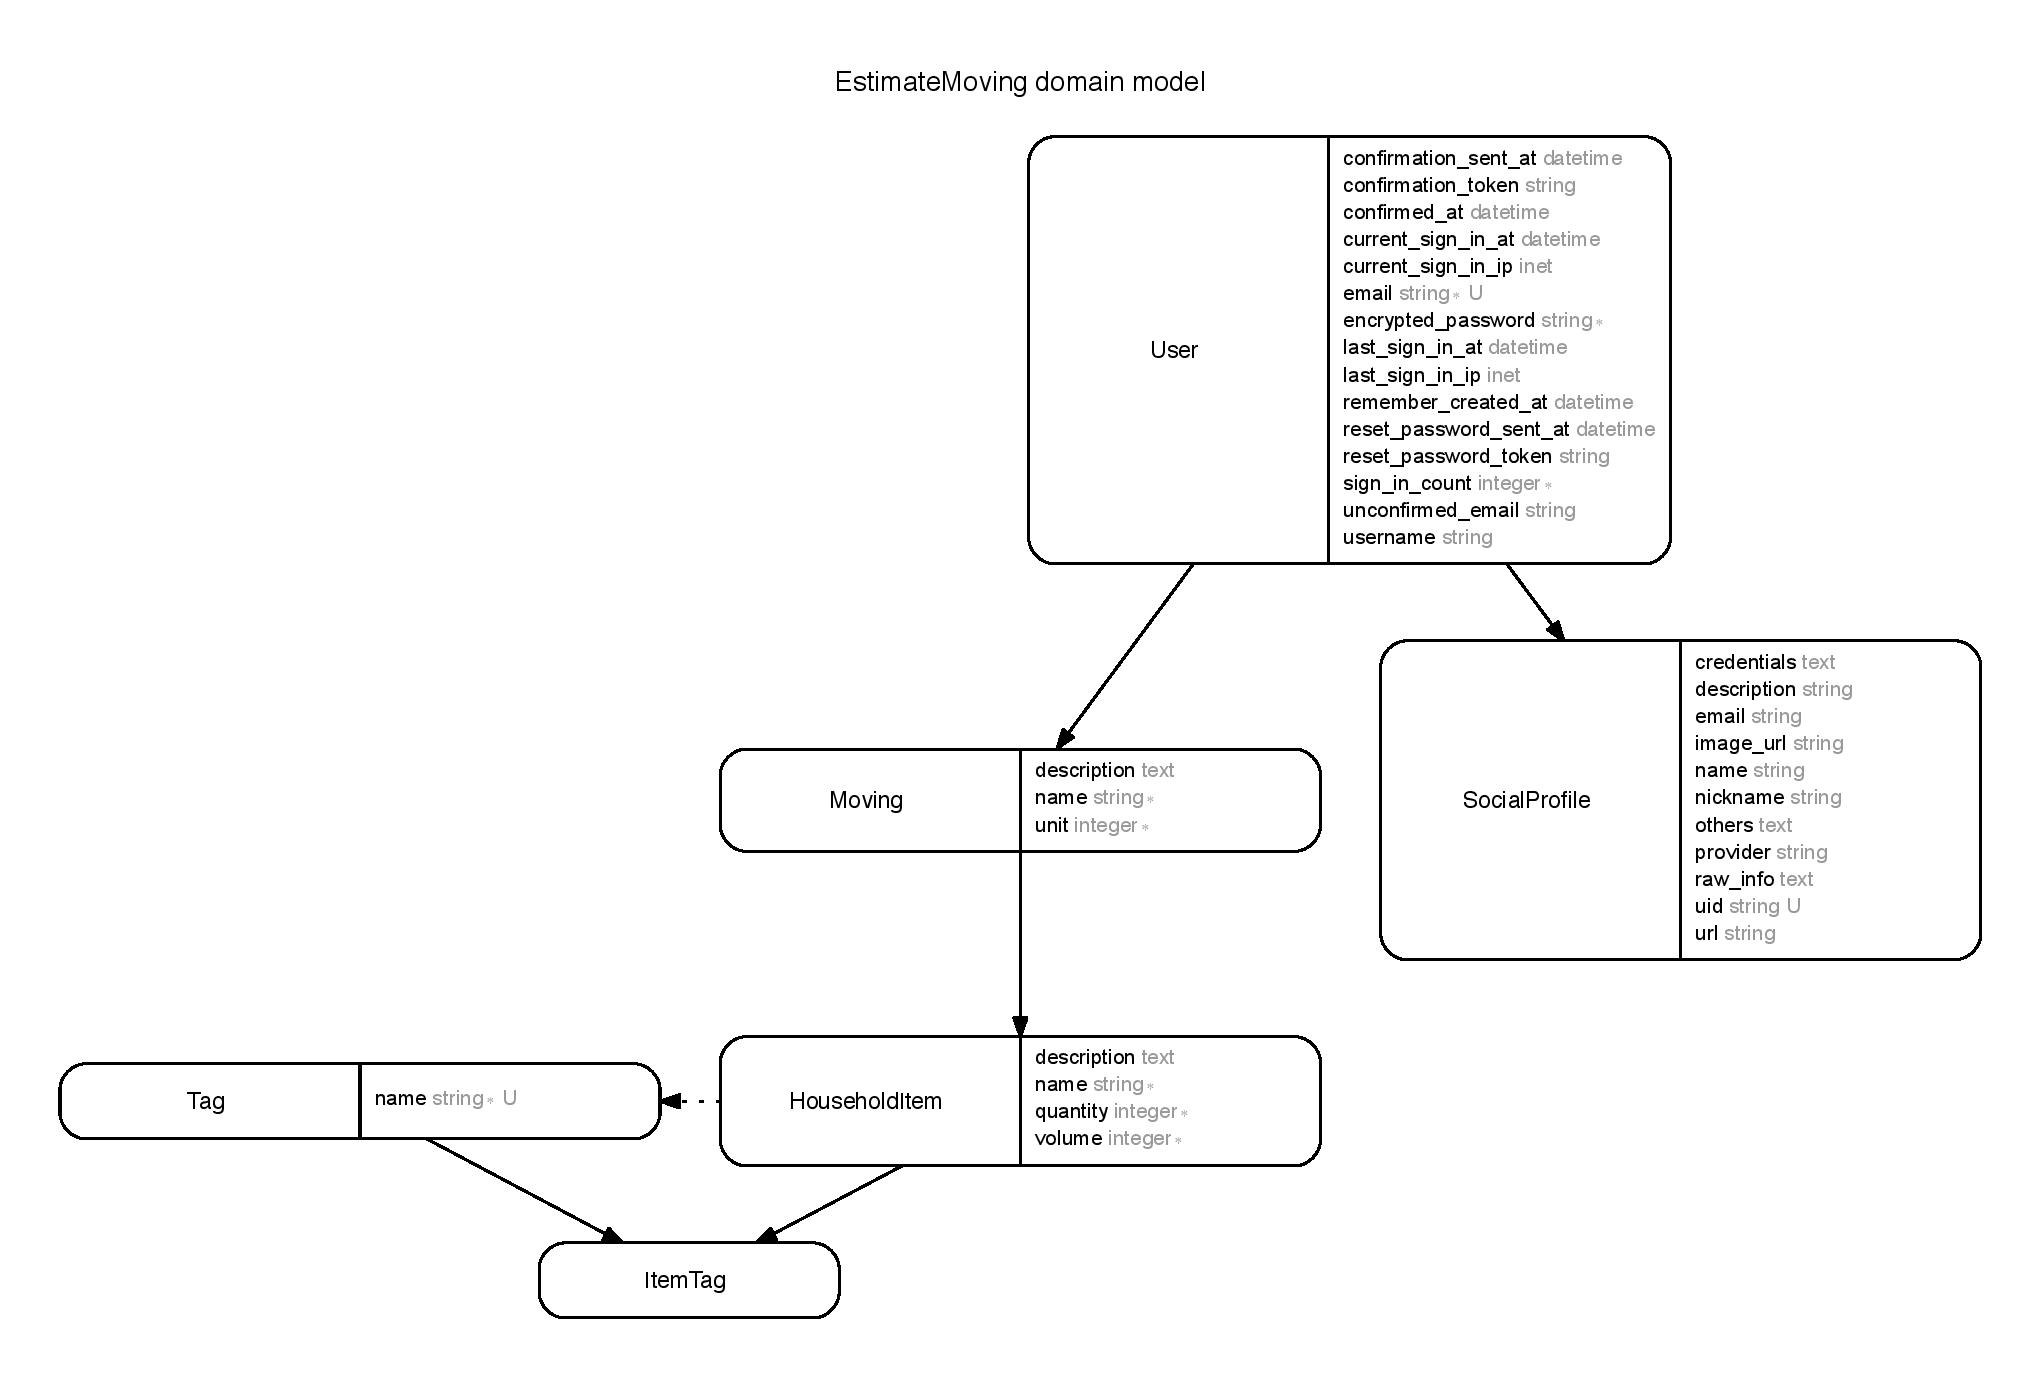 EstimateMoving domain model
User
confirmation_sent_at datetime
confirmation_token string
confirmed_at datetime
current_sign_in_at datetime
current_sign_in_ip inet
email string* U
encrypted_password string*
last_sign_in_at datetime
last_sign_in_ip inet
remember_created_at datetime
reset_password_sent_at datetime
reset_password_token string
sign_in_count integer*
unconfirmed_email string
username string
Moving
description text
name string*
unit integer*
SocialProfile
credentials text
description string
email string
image_url string
name string
nickname string
others text
provider string
raw_info text
uid string U
url string
Tag
name string* U
HouseholdItem
description text
name string*
quantity integer*
volume integer*
ItemTag